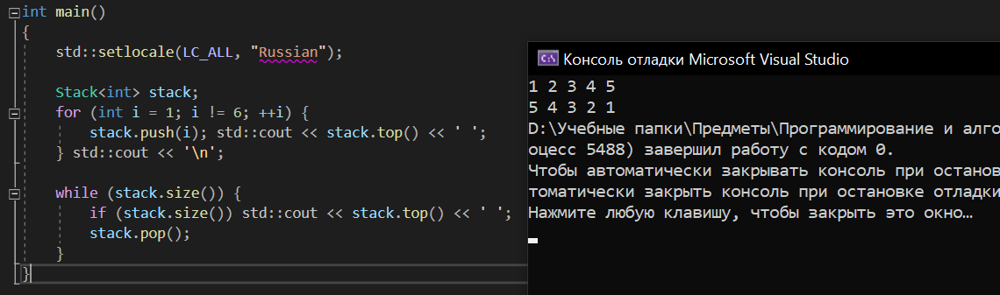 int main()
{
std::setlocale(LC_ALL, "Russian");
Stack<int> stack;
for (int i = 1; i != 6; ++i) {
stack.push(i); std::cout << stack.top() << ' ';
} std::cout << '\n';
while (stack.size()) {
if (stack.size()) std::cout << stack.top() << ' ';
stack.pop();
}
}
C:\ Консоль отладки Microsoft Visual Studio
1 2 3 4 5
5 4 3 2 1
D:\Учебные папки\Предметы\Программирование и алго
оцесс 5488) завершил работу с кодом 0.
Чтобы автоматически закрывать консоль при останов
томатически закрыть консоль при остановке отладки
Нажмите любую клавишу, чтобы закрыть это окно…